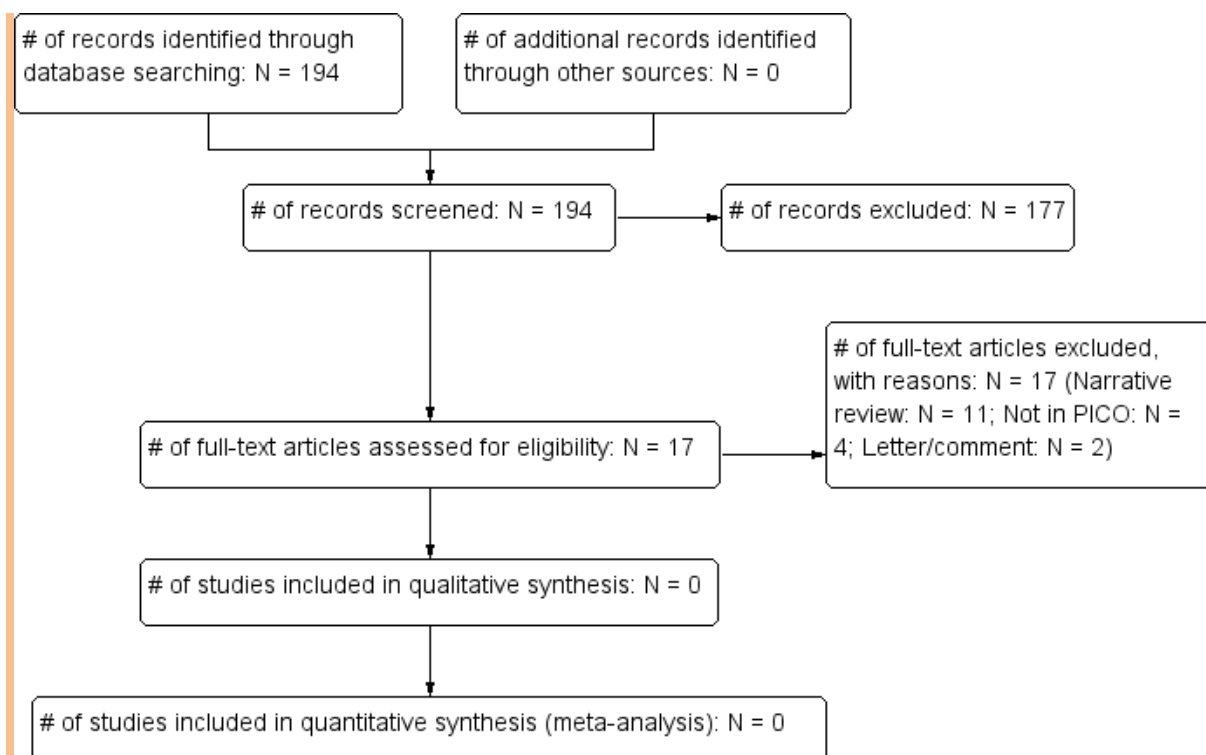 # of records identified through
database searching: N = 194
# of additional records identified
through other sources: N = 0
# of records screened: N = 194
# of records excluded: N = 177
# of full-text articles excluded,
with reasons: N = 17 (Narrative
review: N = 11; Not in PICO: N =
4; Letter/comment: N = 2)
# of full-text articles assessed for eligibility: N = 17
# of studies included in qualitative synthesis: N = 0
# of studies included in quantitative synthesis (meta-analysis): N = 0